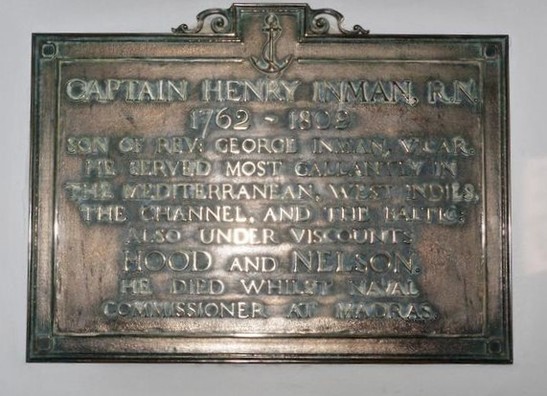 CAPTAIN HENRY INMAN, R.N.
1762 - 1809
SON OF REV: GEORGE INMAN, VICAR.
HE SERVED MOST GALLANTLY IN
THE MEDITERRANEAN, WEST INDIES,
THE CHANNEL, AND THE BALTIC;
ALSO UNDER VISCOUNTS
HOOD AND NELSON.
HE DIED WHILST NAVAL
COMMISSIONER AT MADRAS.